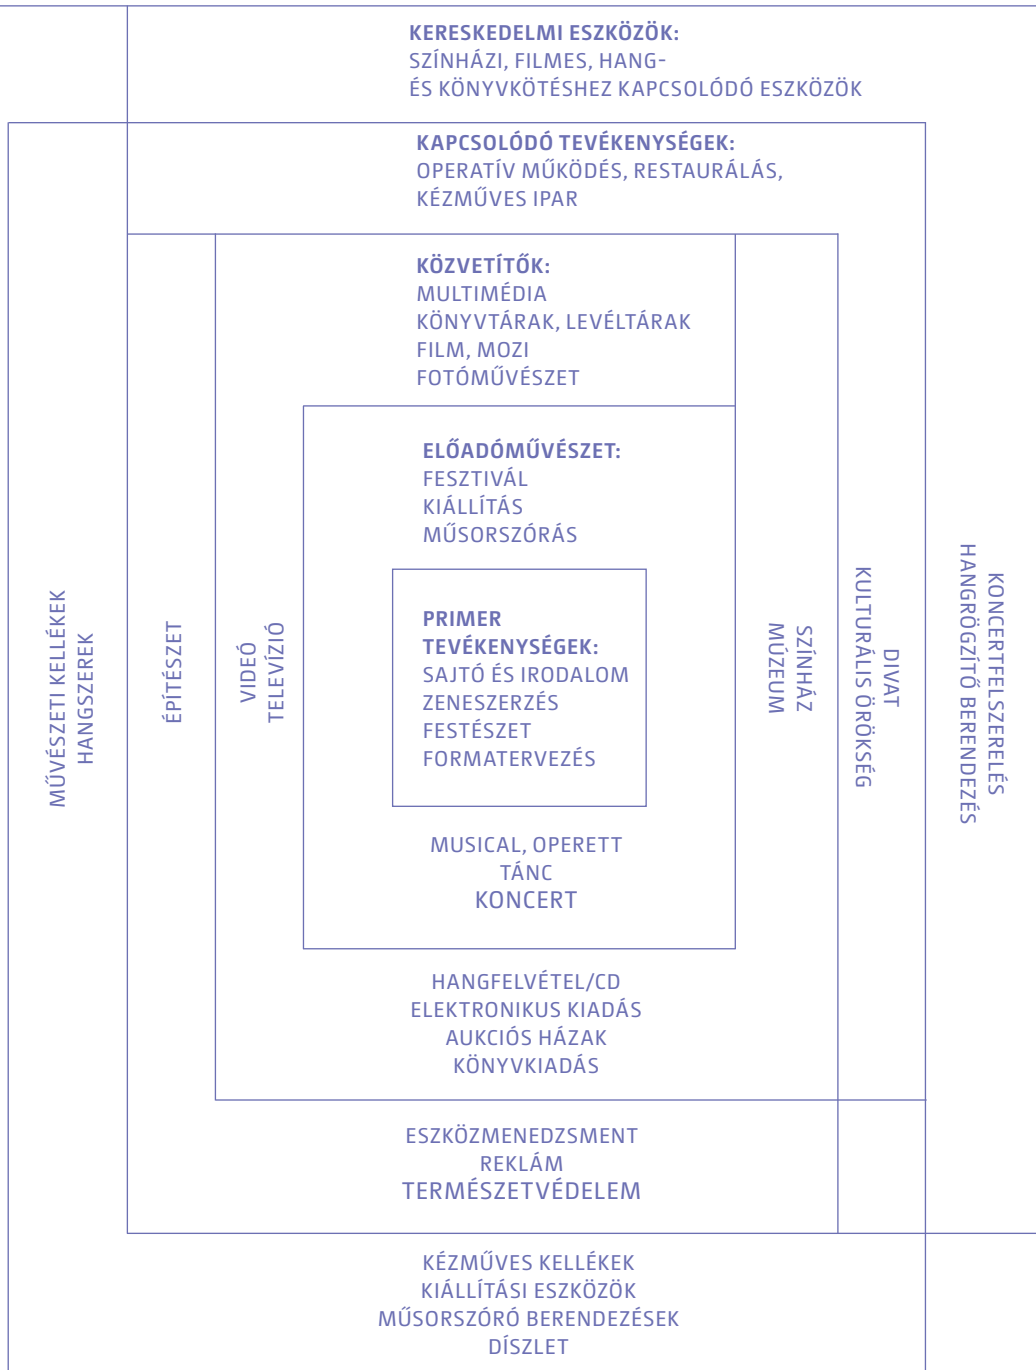 KERESKEDELMI ESZKÖZÖK:
SZÍNHÁZI, FILMES, HANG-
ÉS KÖNYVKÖTÉSHEZ KAPCSOLÓDÓ ESZKÖZÖK
KAPCSOLÓDÓ TEVÉKENYSÉGEK:
OPERATÍV MŰKÖDÉS, RESTAURÁLÁS,
KÉZMŰVES IPAR
KÖZVETÍTŐK:
MULTIMÉDIA
KÖNYVTÁRAK, LEVÉLTÁRAK
FILM, MOZI
FOTÓMŰVÉSZET
ELŐADÓMŰVÉSZET:
FESZTIVÁL
KIÁLLÍTÁS
MŰSORSZÓRÁS
PRIMER
TEVÉKENYSÉGEK:
SAJTÓ ÉS IRODALOM
ZENESZERZÉS
FESTÉSZET
FORMATERVEZÉS
MŰVÉSZETI KELLÉKEK
HANGSZEREK
ÉPÍTÉSZET
VIDEÓ
TELEVÍZIÓ
SZÍNHÁZ
MÚZEUM
DIVAT
KULTURÁLIS ÖRÖKSÉG
KONCERTFELSZERELÉS
HANGRÖGZÍTŐ BERENDEZÉS
MUSICAL, OPERETT
TÁNC
KONCERT
HANGFELVÉTEL/CD
ELEKTRONIKUS KIADÁS
AUKCIÓS HÁZAK
KÖNYVKIADÁS
ESZKÖZMENEDZSMENT
REKLÁM
TERMÉSZETVÉDELEM
KÉZMŰVES KELLÉKEK
KIÁLLÍTÁSI ESZKÖZÖK
MŰSORSZÓRÓ BERENDEZÉSEK
DÍSZLET